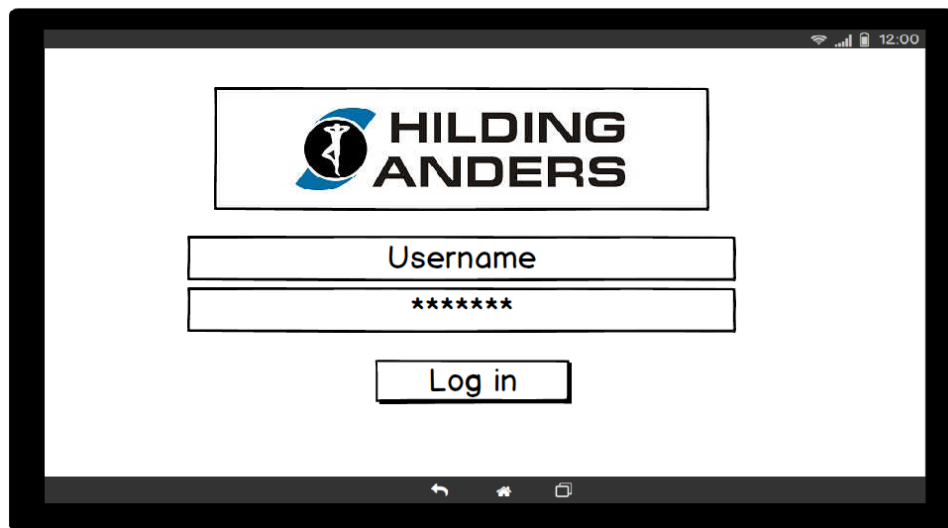 12:00
HILDING
ANDERS
Username
*******
Log in